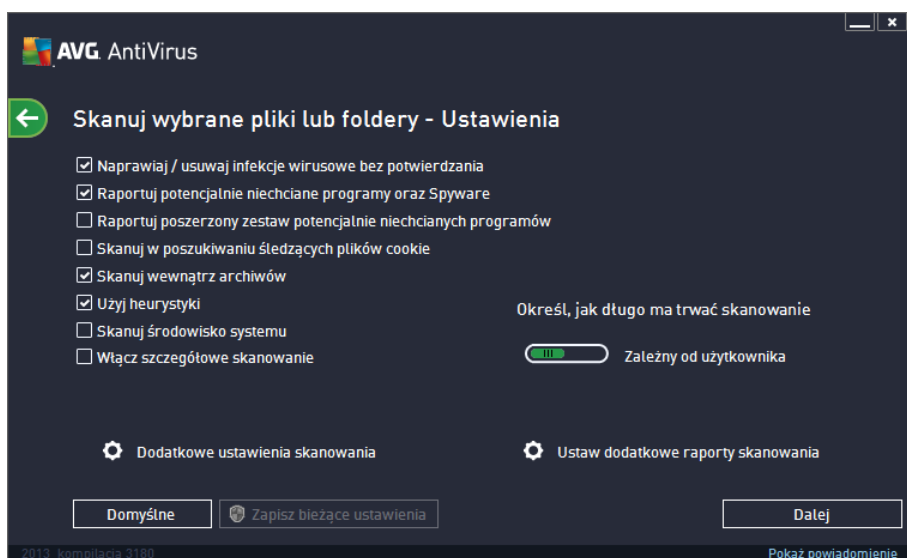 AVG. AntiVirus
Skanuj wybrane pliki lub foldery - Ustawienia
Naprawiaj / usuwaj infekcje wirusowe bez potwierdzania
Raportuj potencjalnie niechciane programy oraz Spyware
Raportuj poszerzony zestaw potencjalnie niechcianych programów
Skanuj w poszukiwaniu śledzących plików cookie
Skanuj wewnątrz archiwów
Użyj heurystyki
Skanuj środowisko systemu
Włącz szczegółowe skanowanie
Określ, jak długo ma trwać skanowanie
Zależny od użytkownika
Dodatkowe ustawienia skanowania
Ustaw dodatkowe raporty skanowania
Domyślne
Zapisz bieżące ustawienia
Dalej
2013 kompilacja 3180
Pokaż powiadomienie